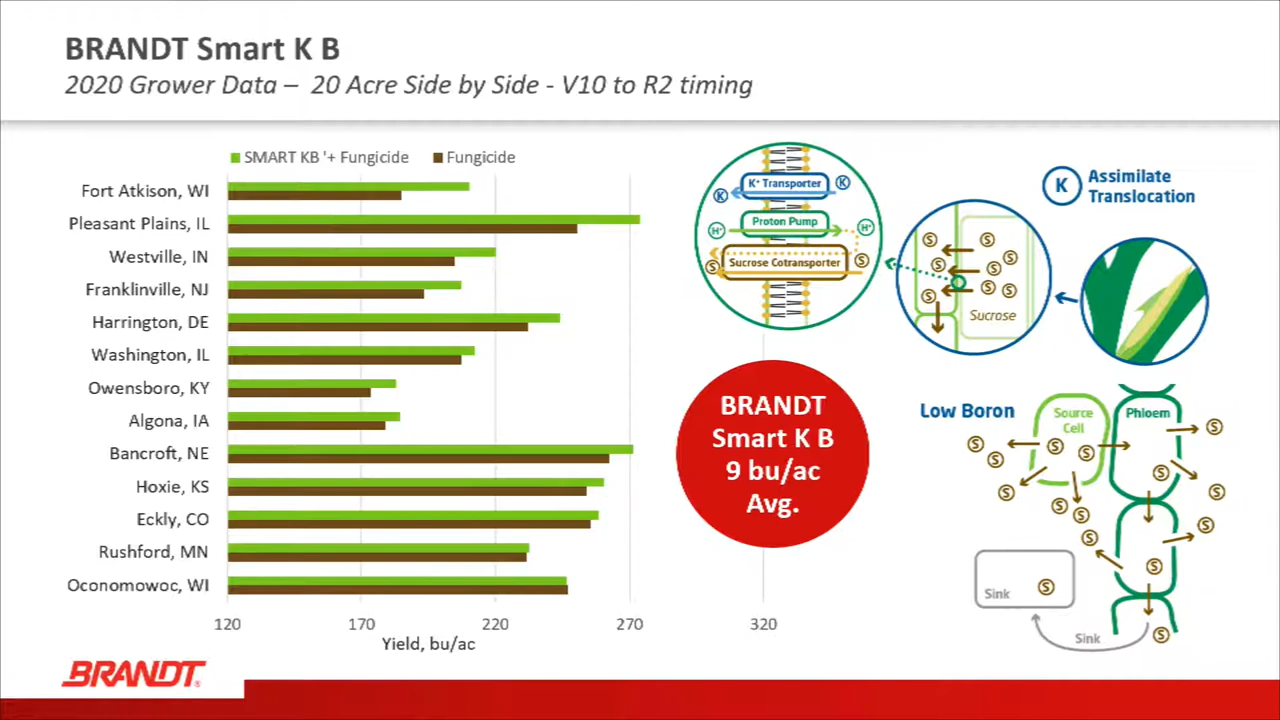 BRANDT Smart K B
2020 Grower Data – 20 Acre Side by Side - V10 to R2 timing
SMART KB '+ Fungicide
Fungicide
Fort Atkison, WI
Pleasant Plains, IL
Westville, IN
Franklinville, NJ
Harrington, DE
Washington, IL
Owensboro, KY
Algona, IA
Bancroft, NE
Hoxie, KS
Eckly, CO
Rushford, MN
Oconomowoc, WI
120
170
220
270
320
Yield, bu/ac
K⁺ Transporter
K
K
Proton Pump
H⁺
H⁺
Sucrose Cotransporter
S
S
K
Assimilate
Translocation
S
S
S
S
S
S
S
S
Sucrose
BRANDT
Smart K B
9 bu/ac
Avg.
Low Boron
Source
Cell
Phloem
S
S
S
S
S
S
S
S
S
S
S
S
S
S
Sink
S
Sink
S
BRANDT®